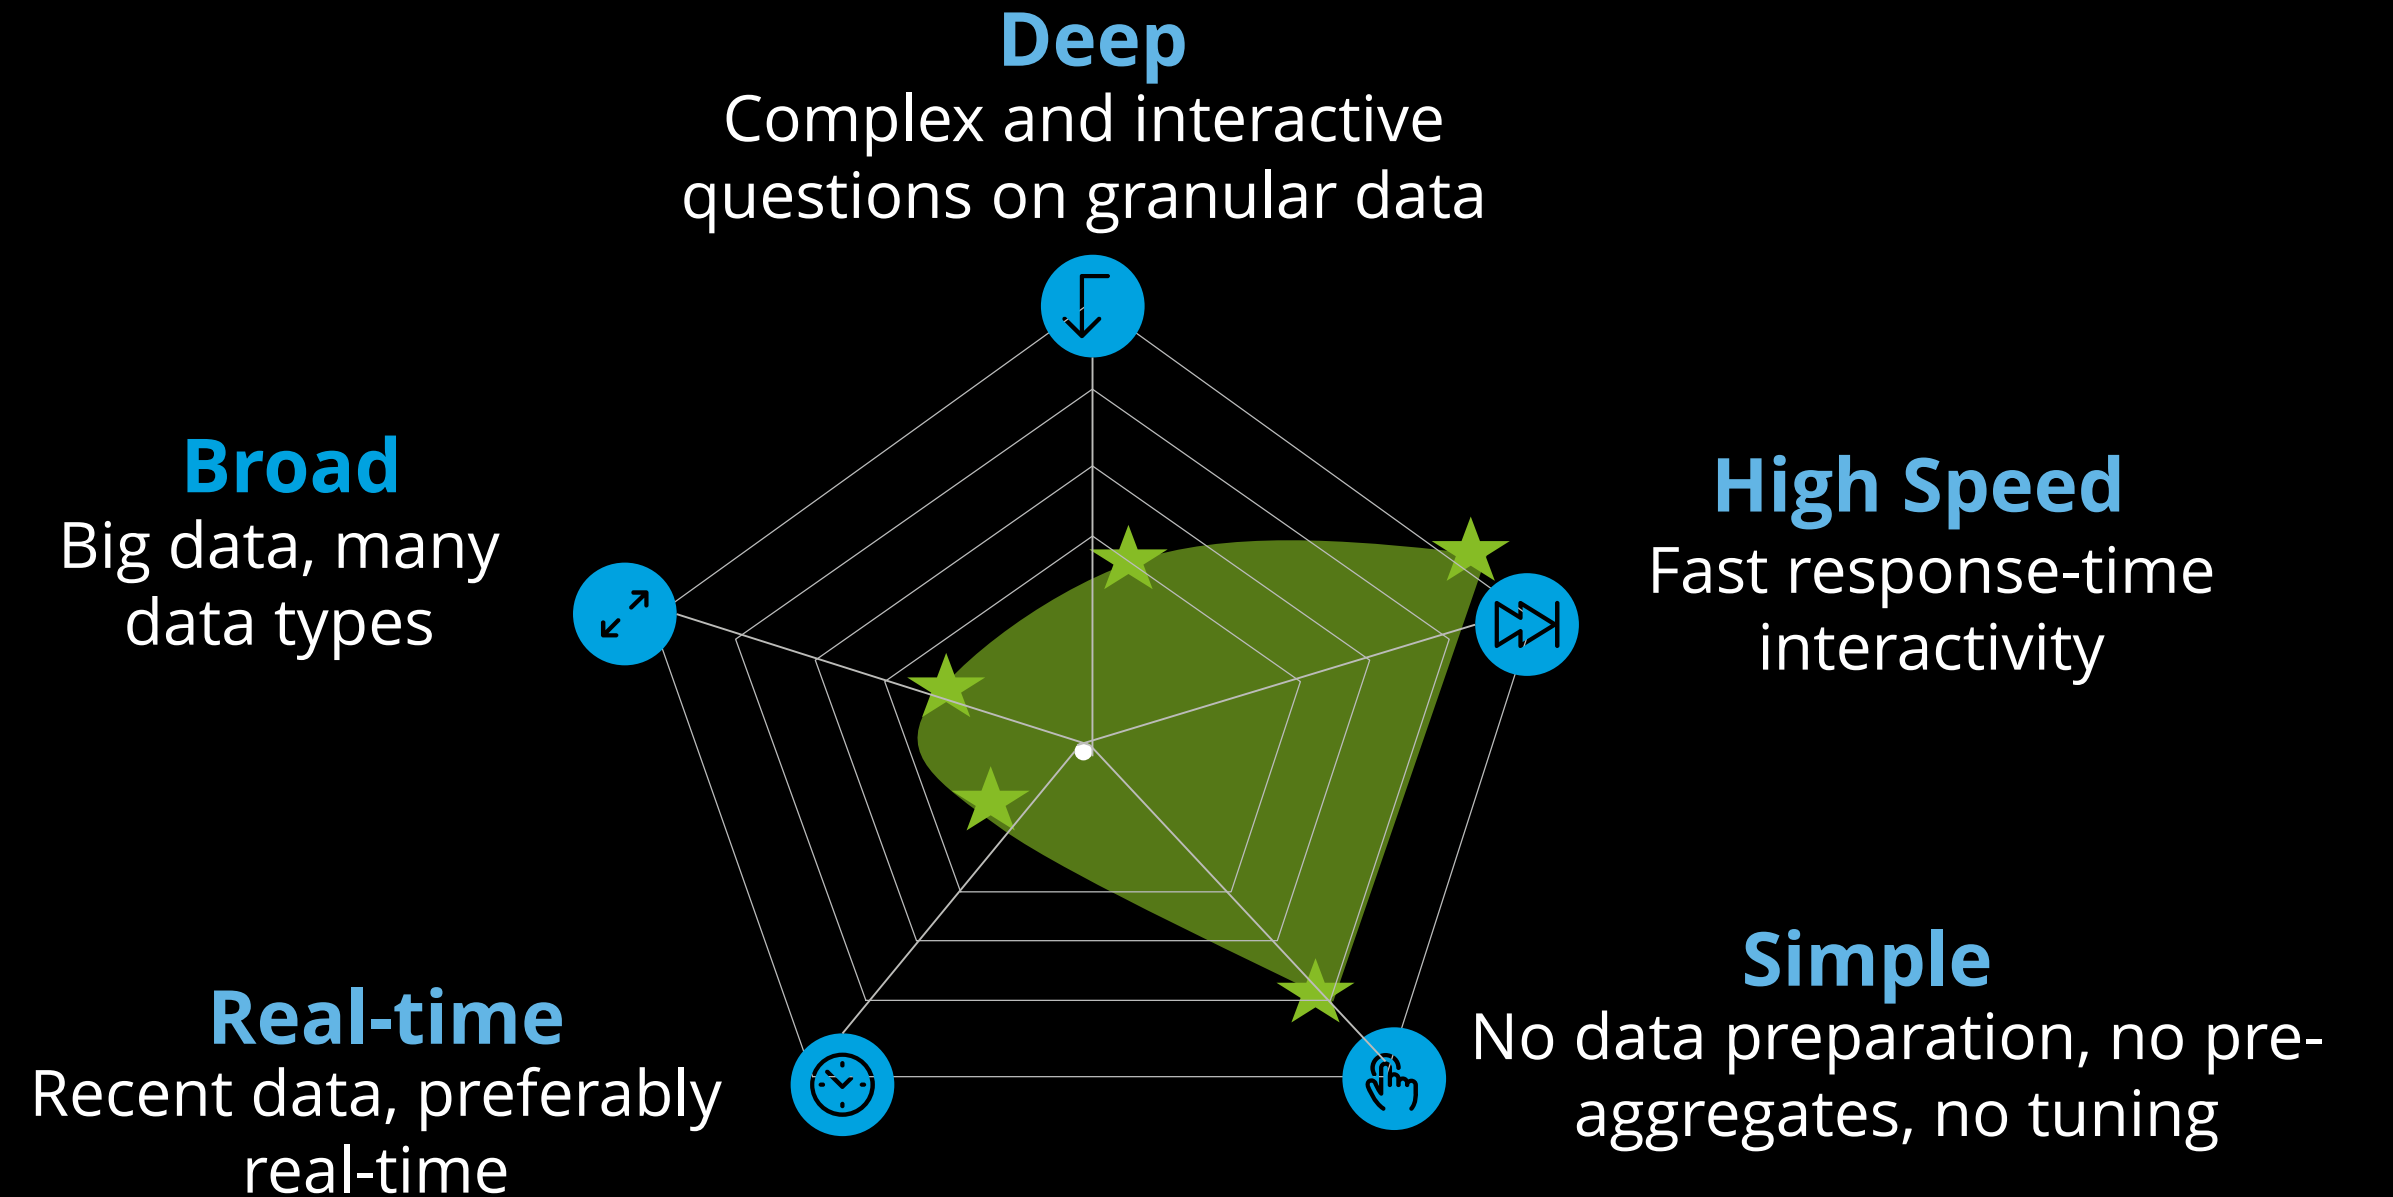 Deep
Complex and interactive
questions on granular data
Broad
Big data, many
data types
High Speed
Fast response-time
interactivity
Simple
No data preparation, no pre-
aggregates, no tuning
Real-time
Recent data, preferably
real-time